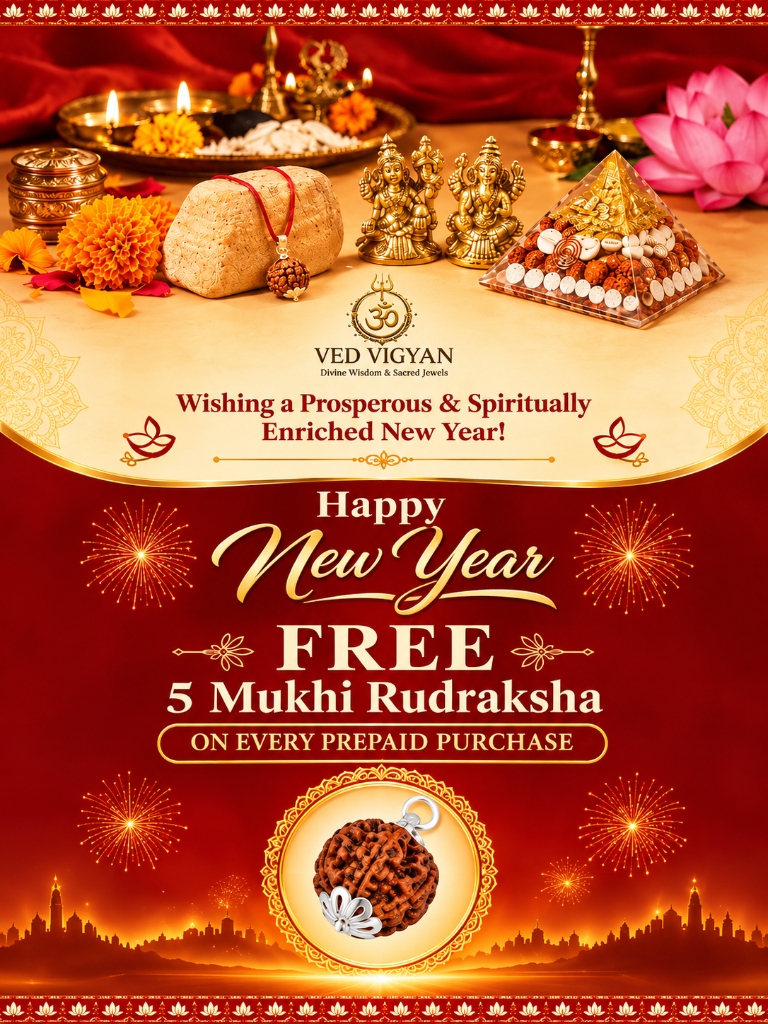 ॐ
VED VIGYAN
Divine Wisdom & Sacred Jewels
Wishing a Prosperous & Spiritually
Enriched New Year!
Happy
New Year
FREE
5 Mukhi Rudraksha
ON EVERY PREPAID PURCHASE